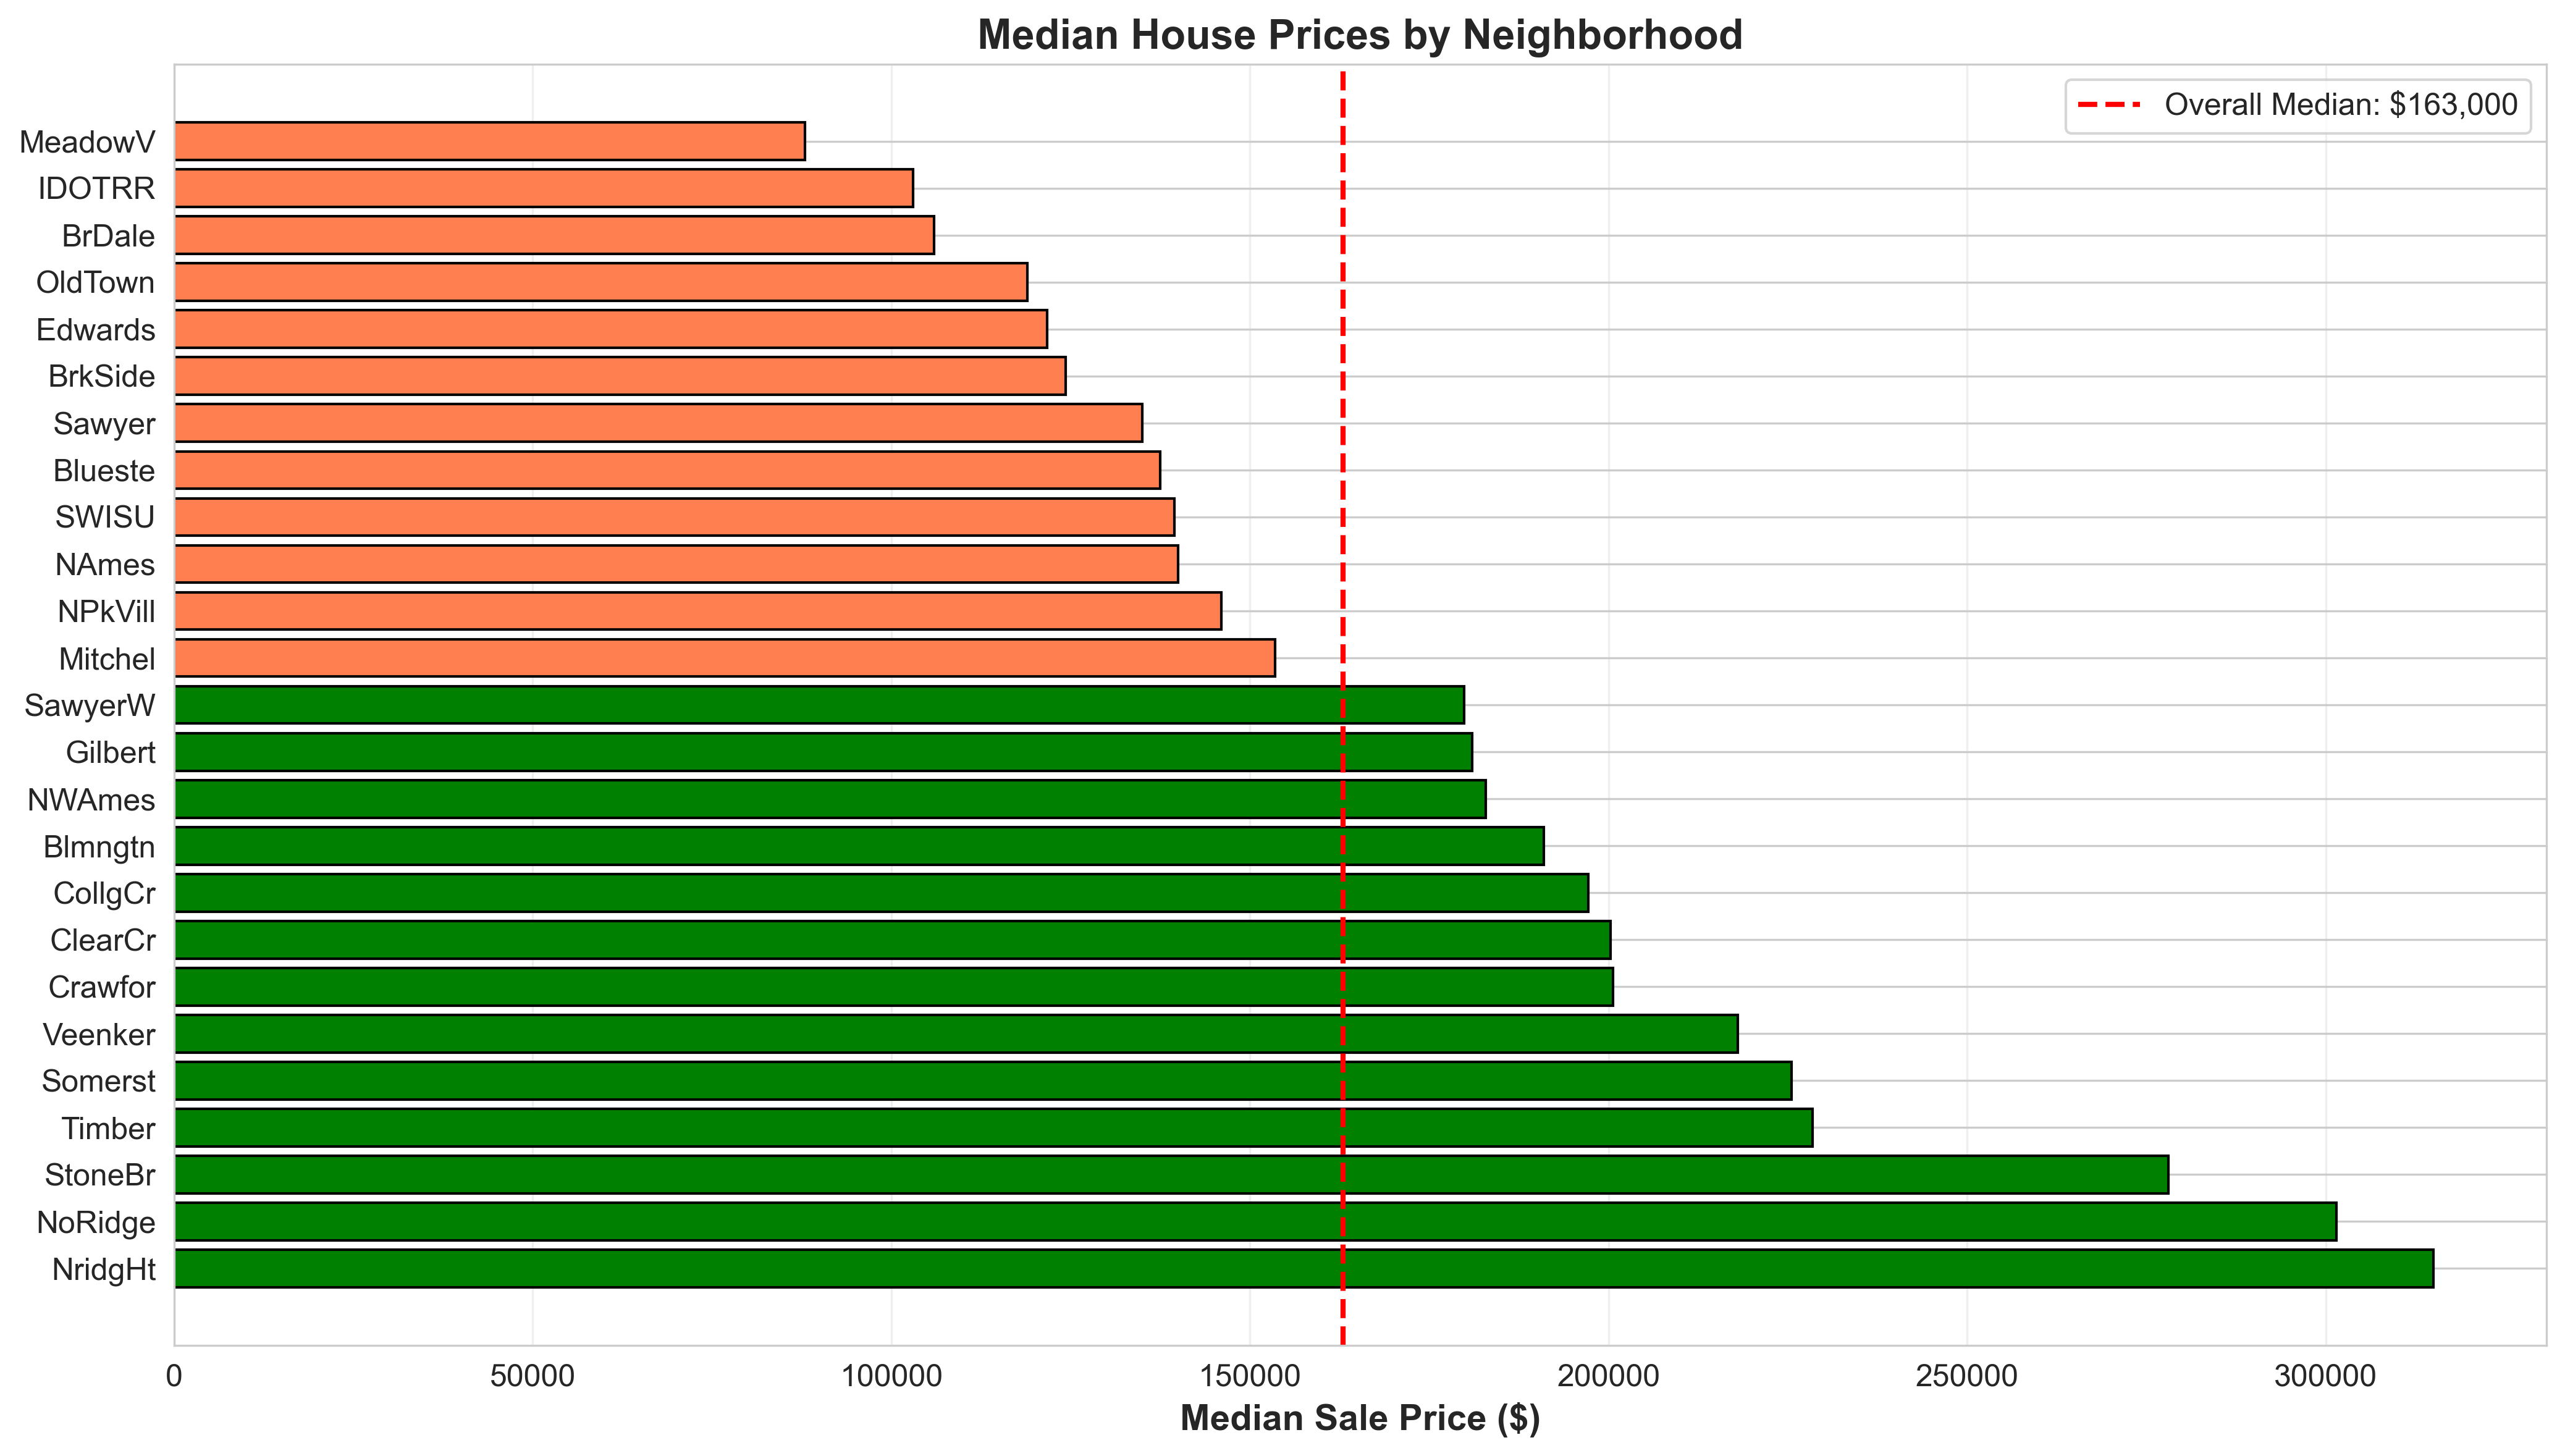 Median House Prices by Neighborhood
Overall Median: $163,000
MeadowV
IDOTRR
BrDale
OldTown
Edwards
BrkSide
Sawyer
Blueste
SWISU
NAmes
NPkVill
Mitchel
SawyerW
Gilbert
NWAmes
Blmngtn
CollgCr
ClearCr
Crawfor
Veenker
Somerst
Timber
StoneBr
NoRidge
NridgHt
0 50000 100000 150000 200000 250000 300000
Median Sale Price ($)